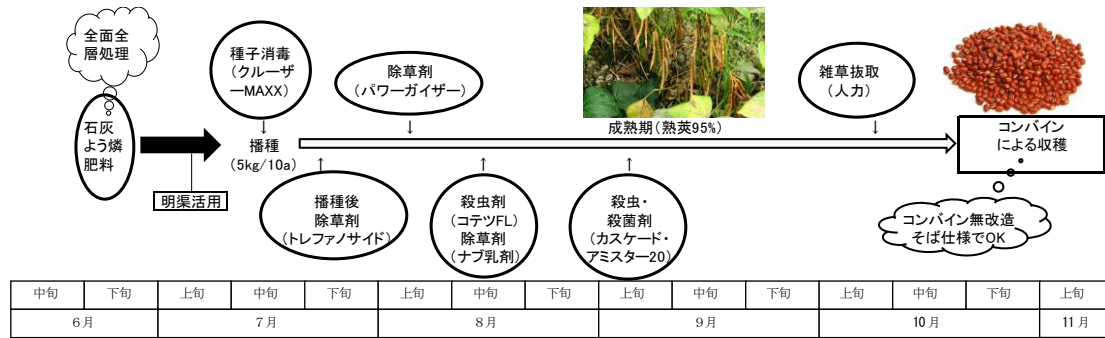 全面全
層処理
石灰
よう燐
肥料
明渠活用
種子消毒
(クルーザ
ーMAXX)
↓
播種
(5kg/10a)
↑
播種後
除草剤
(トレファノサイド)
除草剤
(パワーガイザー)
↓
↑
殺虫剤
(コテツFL)
除草剤
(ナブ乳剤)
成熟期(熟莢95%)
↑
殺虫・
殺菌剤
(カスケード・
アミスター20)
雑草抜取
(人力)
↓
コンバイン
による収穫
コンバイン無改造
そば仕様でOK
中旬 下旬 上旬 中旬 下旬 上旬 中旬 下旬 上旬 中旬 下旬 上旬 中旬 下旬 上旬
6月 7月 8月 9月 10月 11月